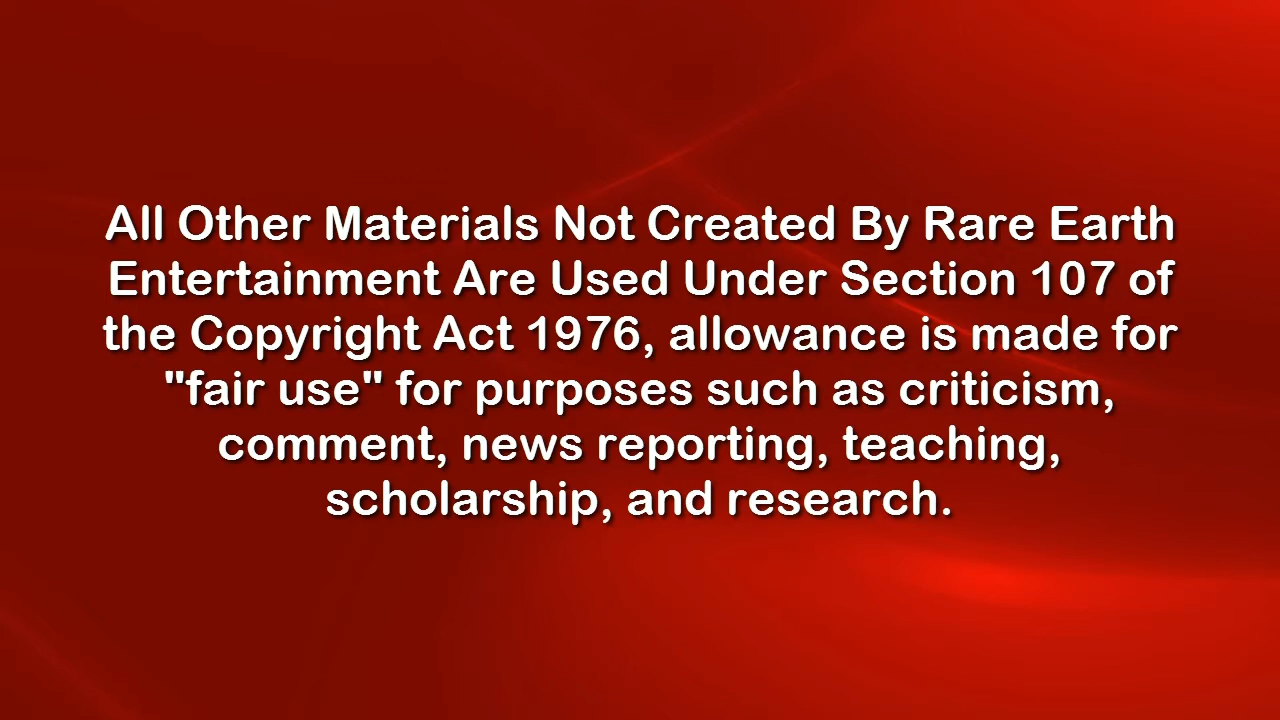 All Other Materials Not Created By Rare Earth
Entertainment Are Used Under Section 107 of
the Copyright Act 1976, allowance is made for
"fair use" for purposes such as criticism,
comment, news reporting, teaching,
scholarship, and research.